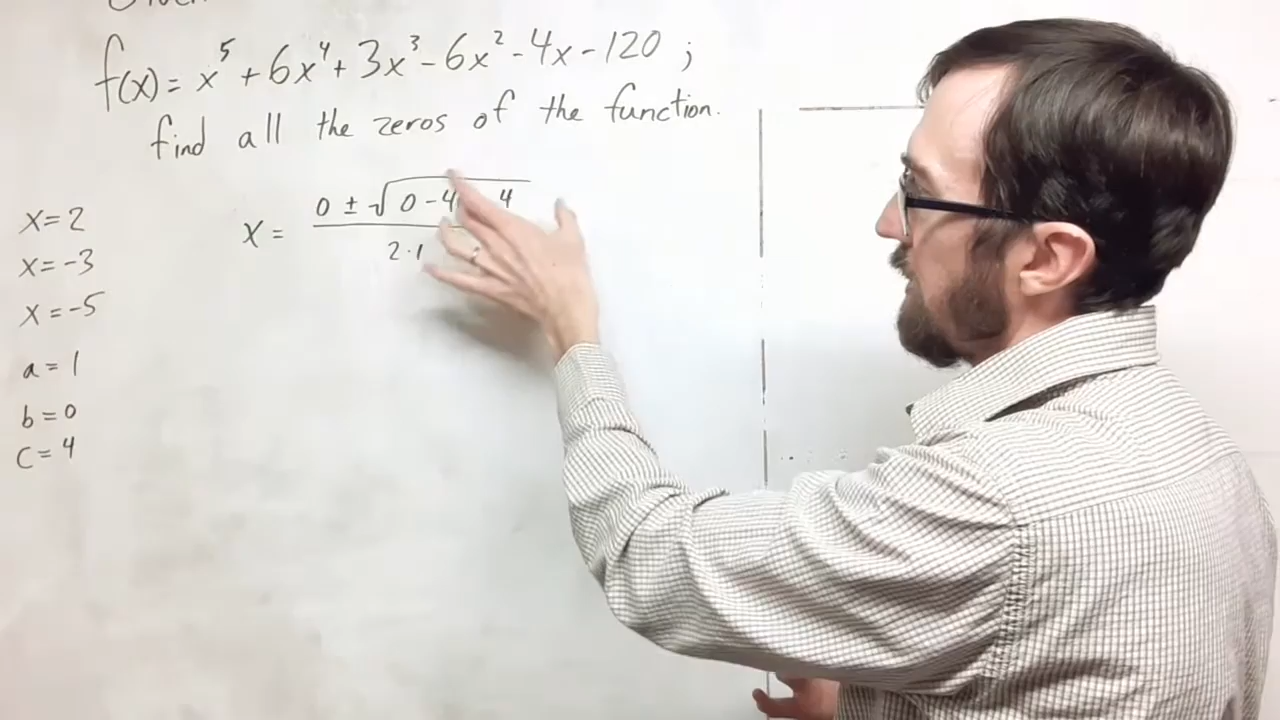 Given
f(x) = x⁵ + 6x⁴ + 3x³ - 6x² - 4x - 120 ;
find all the zeros of the function.
x = 2
x = -3
x = -5
a = 1
b = 0
c = 4
x = (0 ± √(0 - 4 4)) / (2·1)